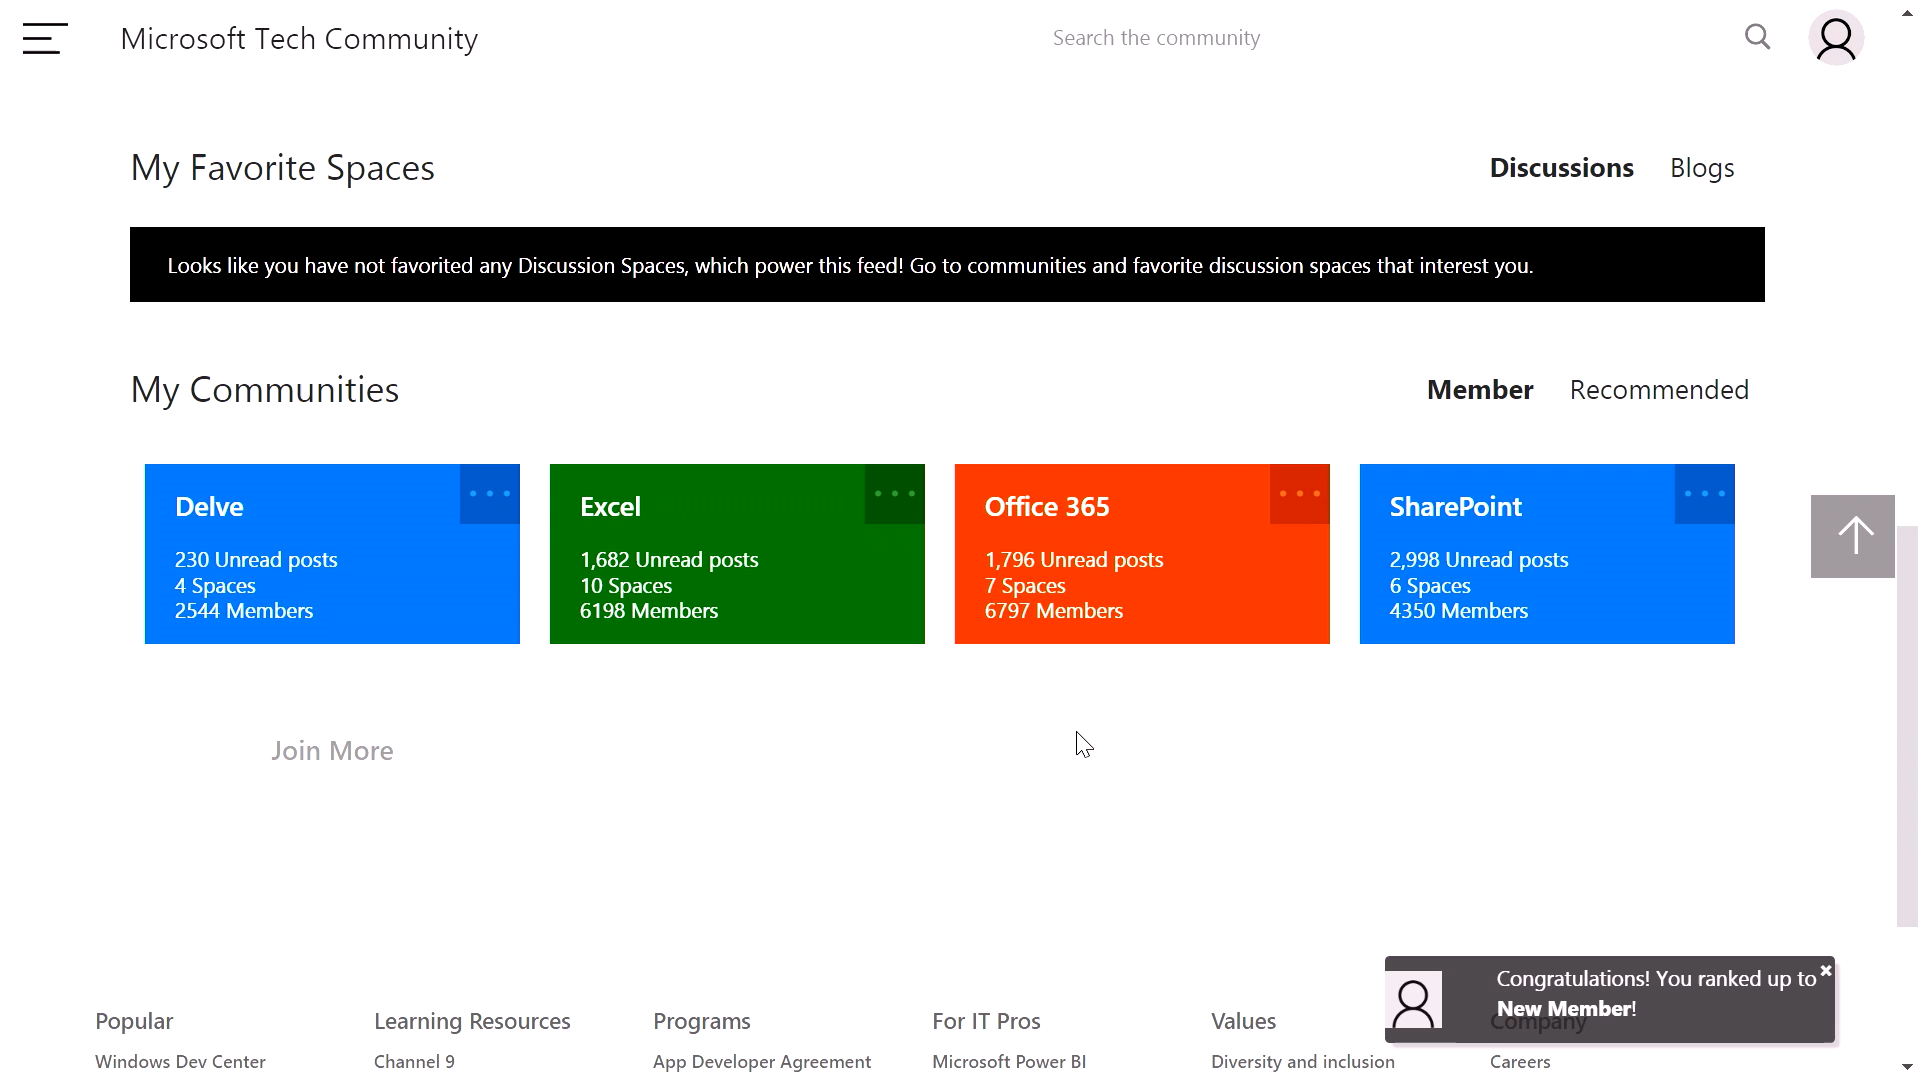 Microsoft Tech Community
Search the community
My Favorite Spaces
Discussions
Blogs
Looks like you have not favorited any Discussion Spaces, which power this feed! Go to communities and favorite discussion spaces that interest you.
My Communities
Member
Recommended
Delve
230 Unread posts
4 Spaces
2544 Members
Excel
1,682 Unread posts
10 Spaces
6198 Members
Office 365
1,796 Unread posts
7 Spaces
6797 Members
SharePoint
2,998 Unread posts
6 Spaces
4350 Members
Join More
Congratulations! You ranked up to
New Member!
Popular
Learning Resources
Programs
For IT Pros
Values
Company
Windows Dev Center
Channel 9
App Developer Agreement
Microsoft Power BI
Diversity and inclusion
Careers